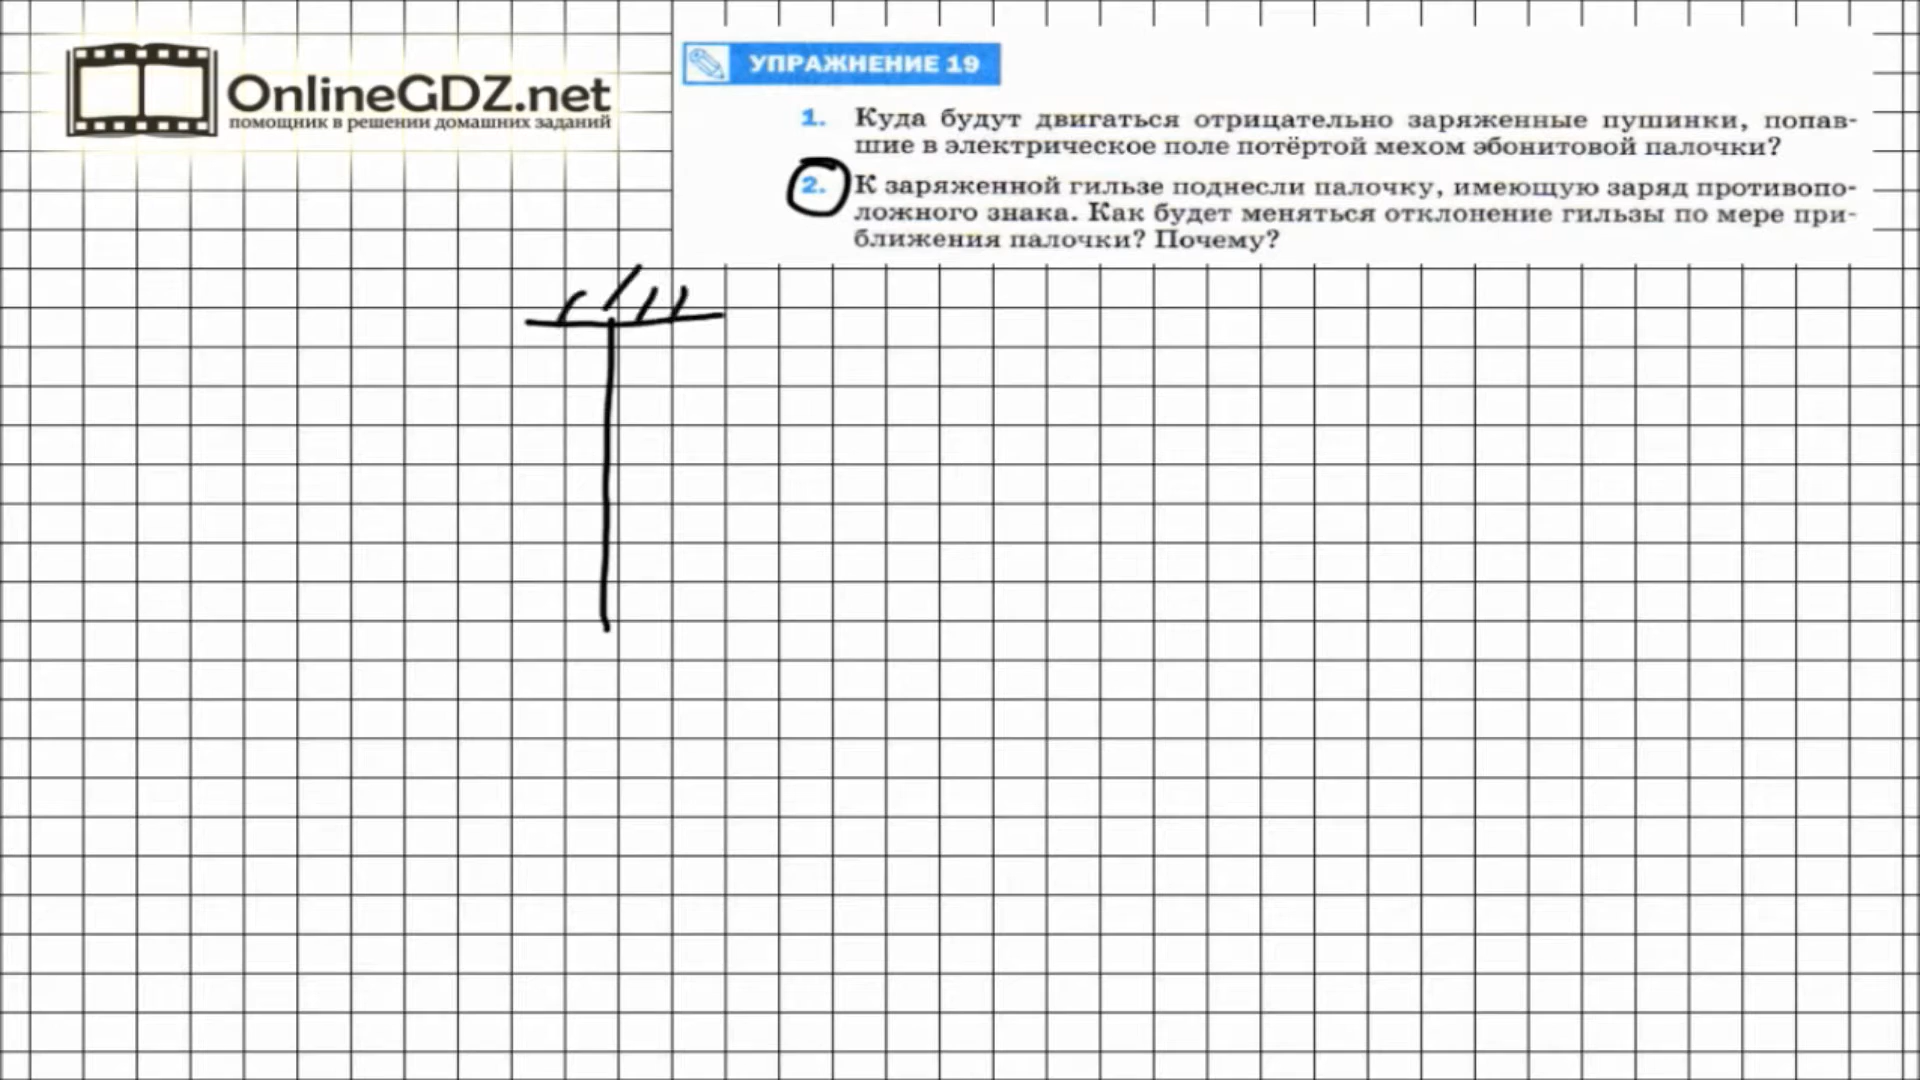 OnlineGDZ.net
помощник в решении домашних заданий
УПРАЖНЕНИЕ 19
1. Куда будут двигаться отрицательно заряженные пушинки, попав-
шие в электрическое поле потёртой мехом эбонитовой палочки?
2. К заряженной гильзе поднесли палочку, имеющую заряд противопо-
ложного знака. Как будет меняться отклонение гильзы по мере при-
ближения палочки? Почему?